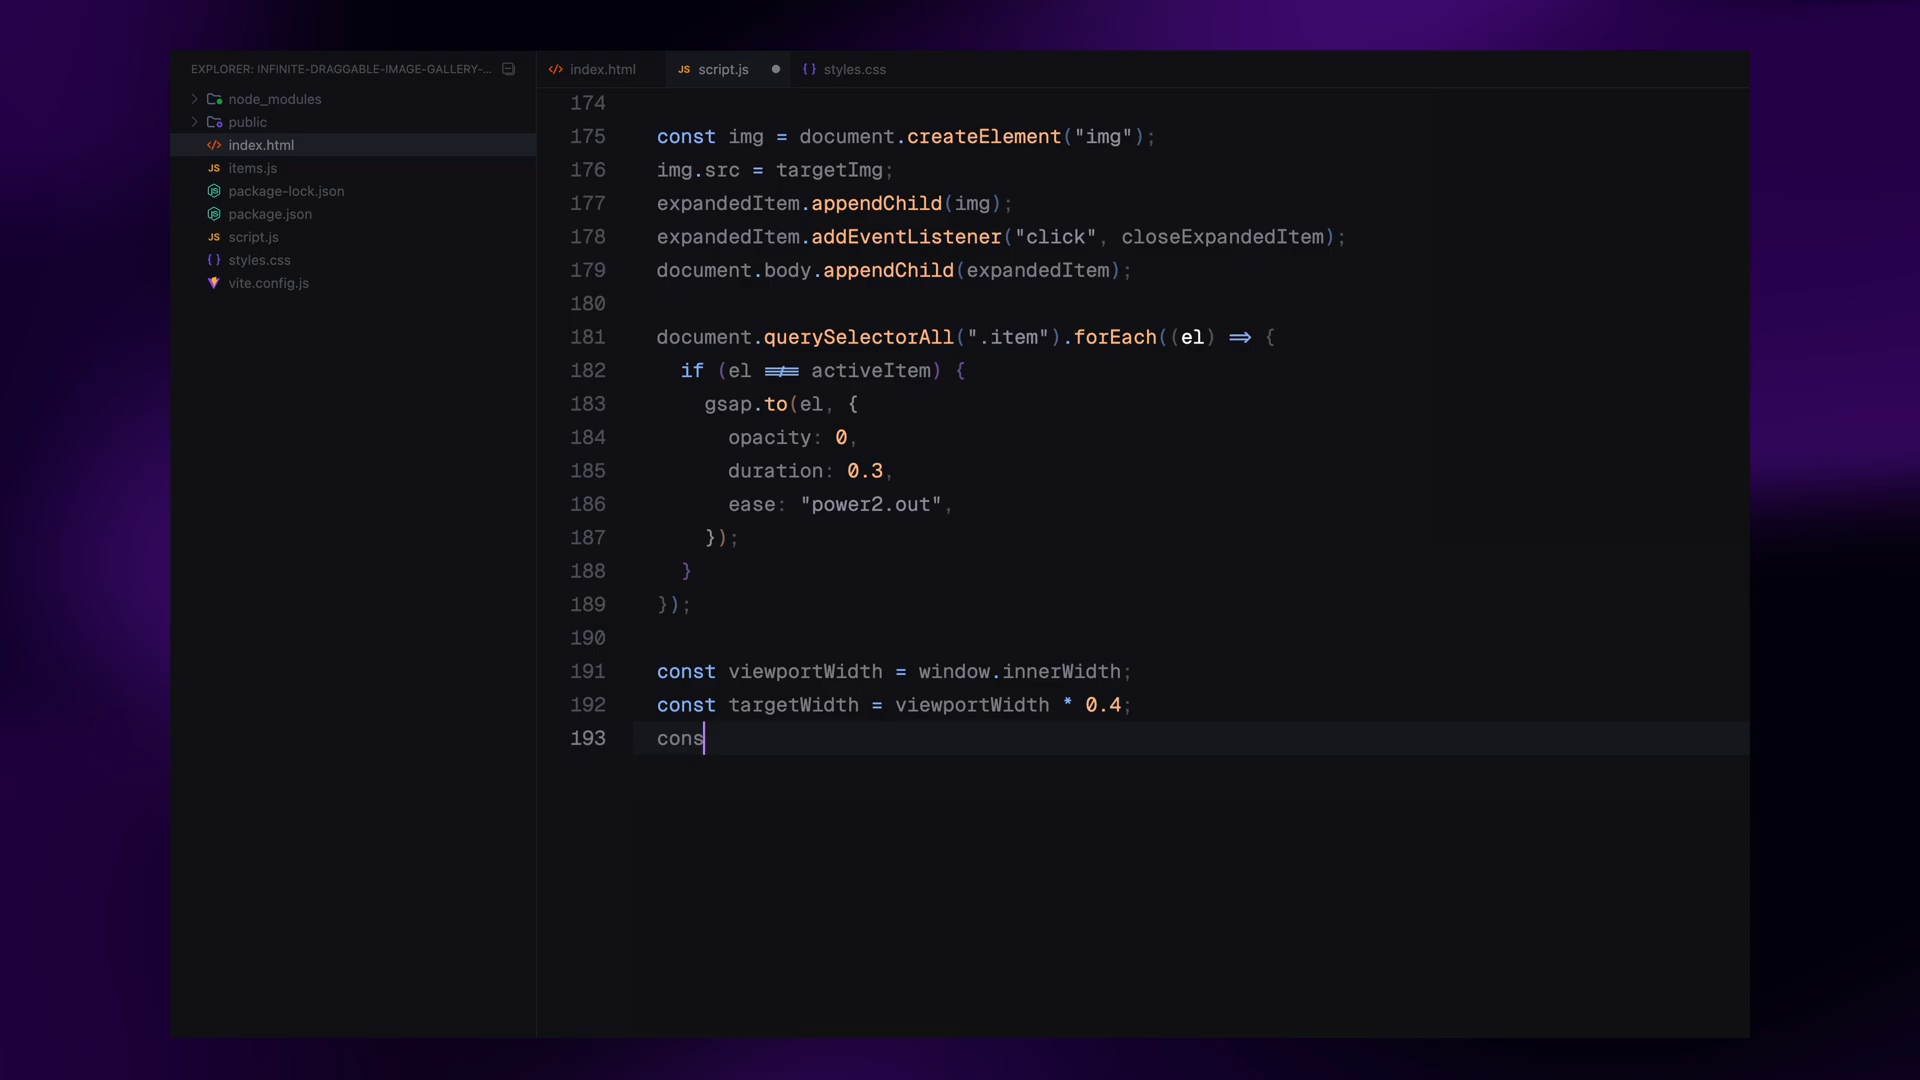 EXPLORER: INFINITE-DRAGGABLE-IMAGE-GALLERY-...
node_modules
public
index.html
items.js
package-lock.json
package.json
script.js
styles.css
vite.config.js
index.html
JS script.js
{} styles.css
174
175 const img = document.createElement("img");
176 img.src = targetImg;
177 expandedItem.appendChild(img);
178 expandedItem.addEventListener("click", closeExpandedItem);
179 document.body.appendChild(expandedItem);
180
181 document.querySelectorAll(".item").forEach((el) => {
182 if (el !== activeItem) {
183 gsap.to(el, {
184 opacity: 0,
185 duration: 0.3,
186 ease: "power2.out",
187 });
188 }
189 });
190
191 const viewportWidth = window.innerWidth;
192 const targetWidth = viewportWidth * 0.4;
193 cons